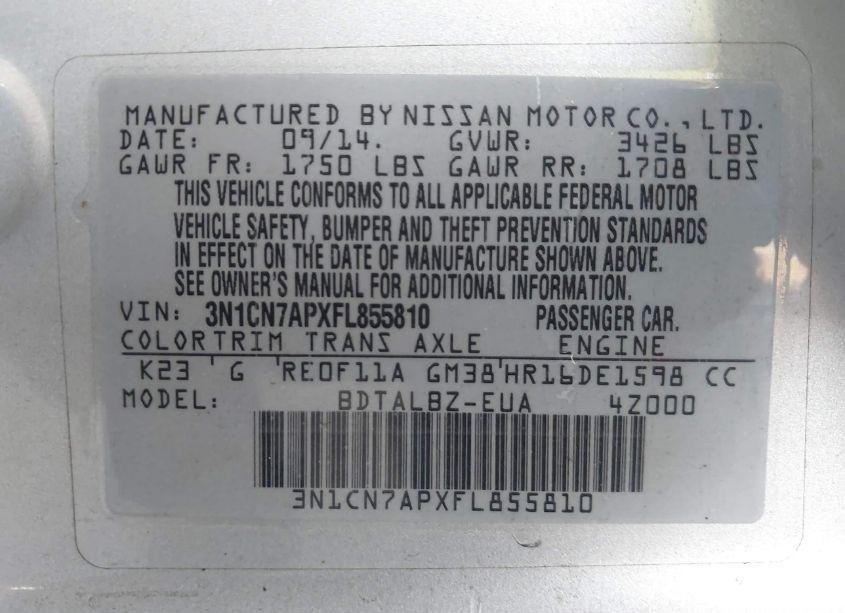 MANUFACTURED BY NISSAN MOTOR CO., LTD.
DATE: 09/14. GVWR: 3426 LBS
GAWR FR: 1750 LBS GAWR RR: 1708 LBS
THIS VEHICLE CONFORMS TO ALL APPLICABLE FEDERAL MOTOR
VEHICLE SAFETY, BUMPER AND THEFT PREVENTION STANDARDS
IN EFFECT ON THE DATE OF MANUFACTURE SHOWN ABOVE.
SEE OWNER'S MANUAL FOR ADDITIONAL INFORMATION.
VIN: 3N1CN7APXFL855810 PASSENGER CAR.
COLOR TRIM TRANS AXLE ENGINE
K23 ' G 'RE0F11A GM38'HR16DE1598 CC
MODEL: BDTALBZ-EUA 4Z000
3N1CN7APXFL855810